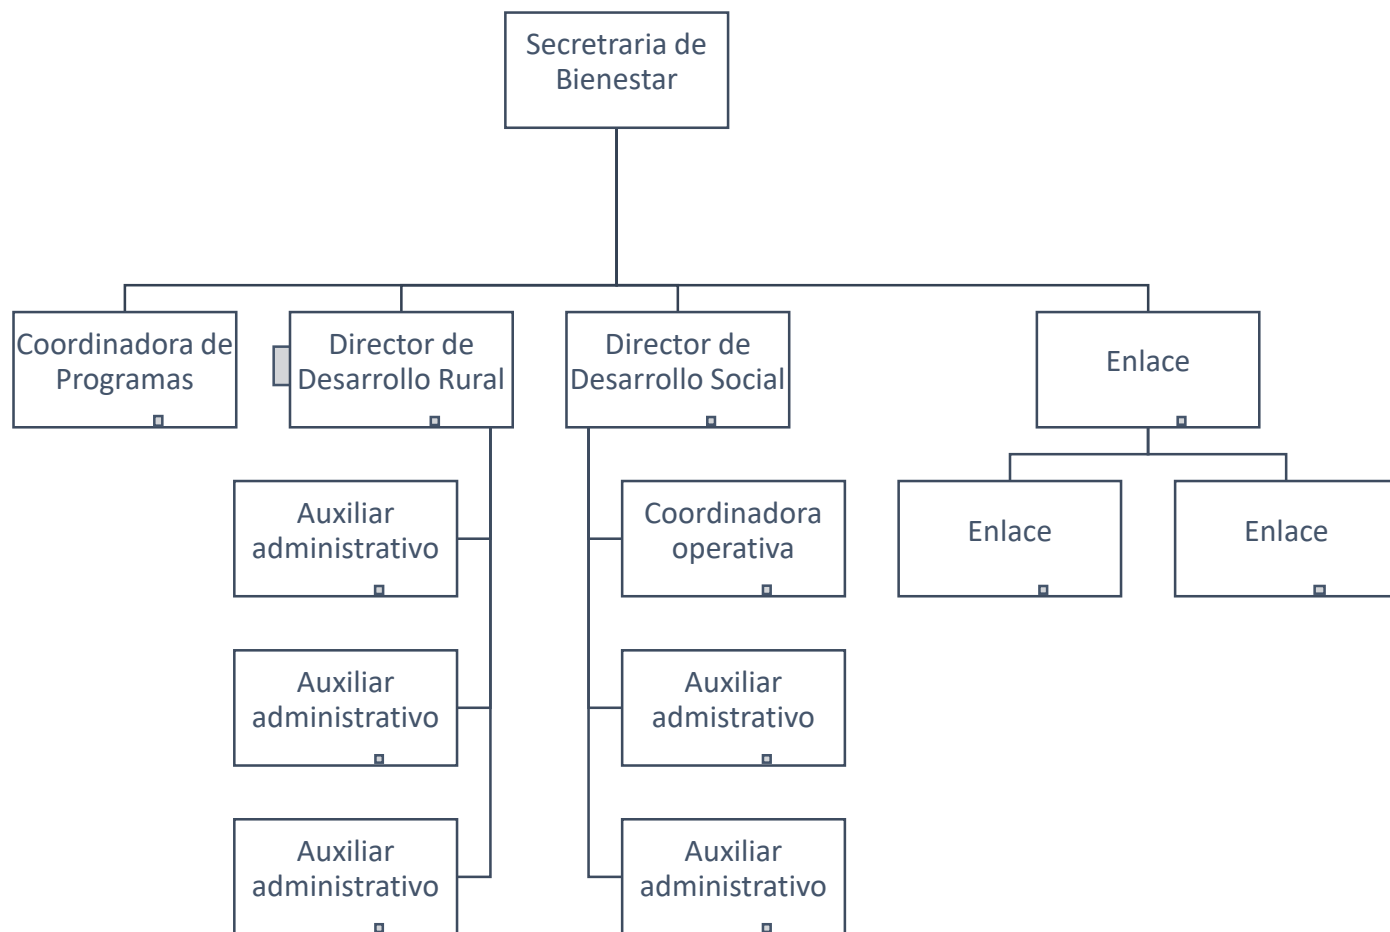 Secretraria de
Bienestar
Coordinadora de
Programas
Director de
Desarrollo Rural
Director de
Desarrollo Social
Enlace
Auxiliar
administrativo
Coordinadora
operativa
Enlace
Enlace
Auxiliar
administrativo
Auxiliar
admistrativo
Auxiliar
administrativo
Auxiliar
administrativo